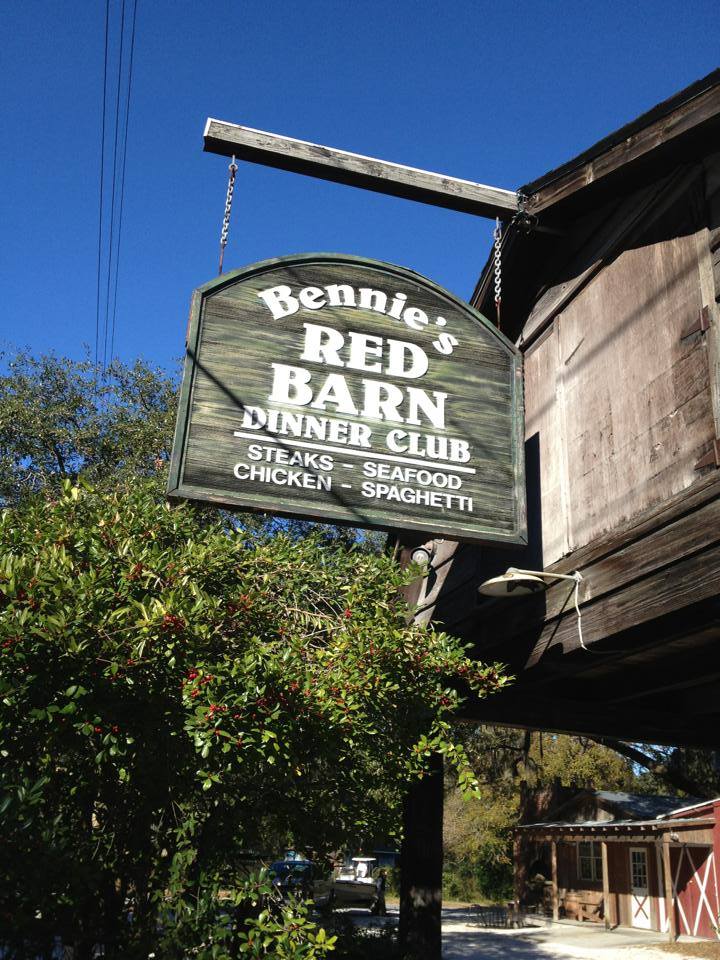 Bennie's
RED
BARN
DINNER CLUB
STEAKS - SEAFOOD
CHICKEN - SPAGHETTI